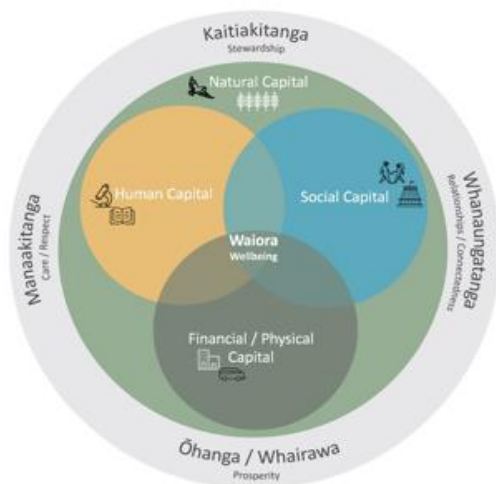 Kaitiakitanga
Stewardship
Natural Capital
Human Capital
Social Capital
Manaakitanga
Care / Respect
Whanaungatanga
Relationships / Connectedness
Waiora
Wellbeing
Financial / Physical
Capital
Ōhanga / Whairawa
Prosperity